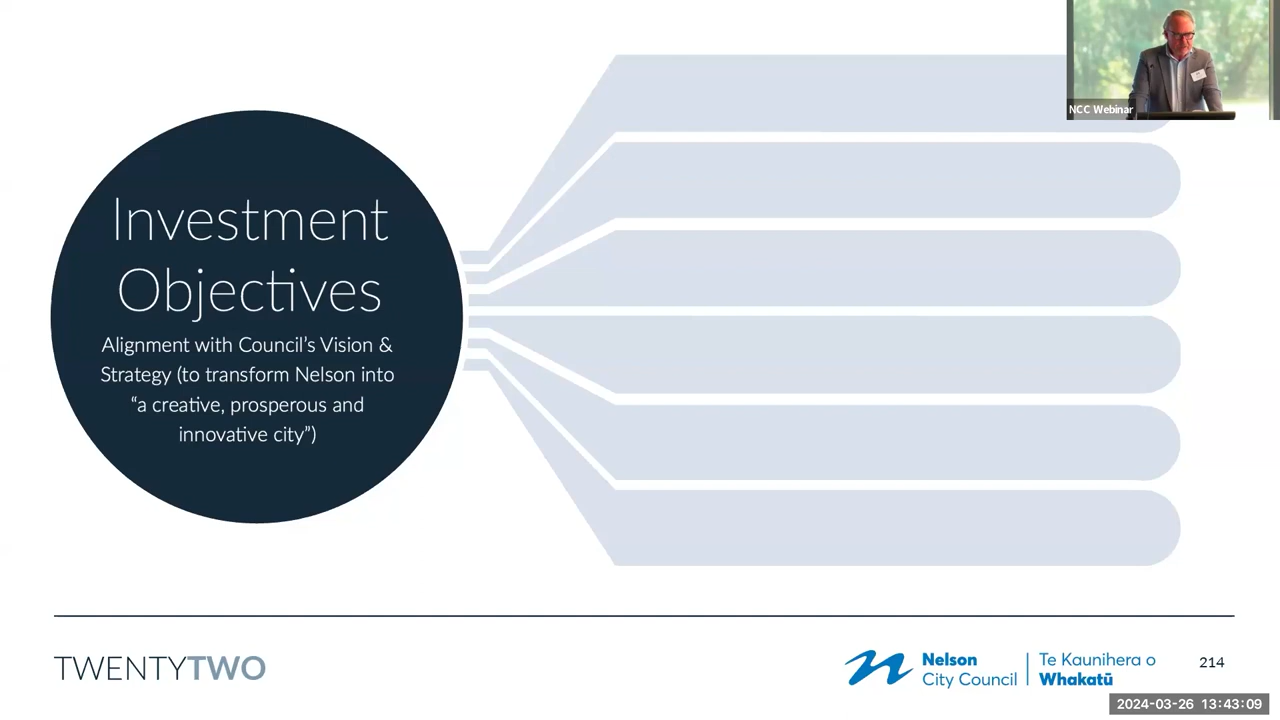 NCC Webinar
Investment
Objectives
Alignment with Council’s Vision &
Strategy (to transform Nelson into
“a creative, prosperous and
innovative city”)
TWENTYTWO
Nelson
City Council
Te Kaunihera o
Whakatū
214
2024-03-26 13:43:09